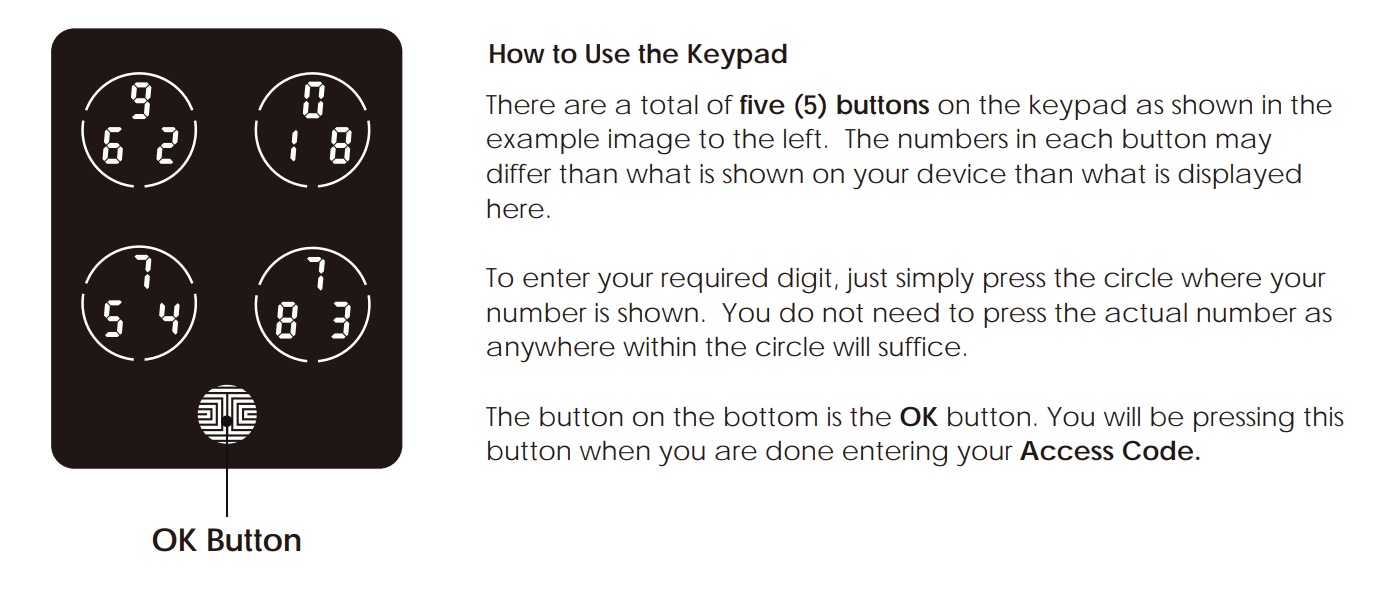 9
6 2
0
1 8
7
5 4
7
8 3
OK Button
How to Use the Keypad
There are a total of five (5) buttons on the keypad as shown in the
example image to the left.  The numbers in each button may
differ than what is shown on your device than what is displayed
here.
To enter your required digit, just simply press the circle where your
number is shown.  You do not need to press the actual number as
anywhere within the circle will suffice.
The button on the bottom is the OK button. You will be pressing this
button when you are done entering your Access Code.